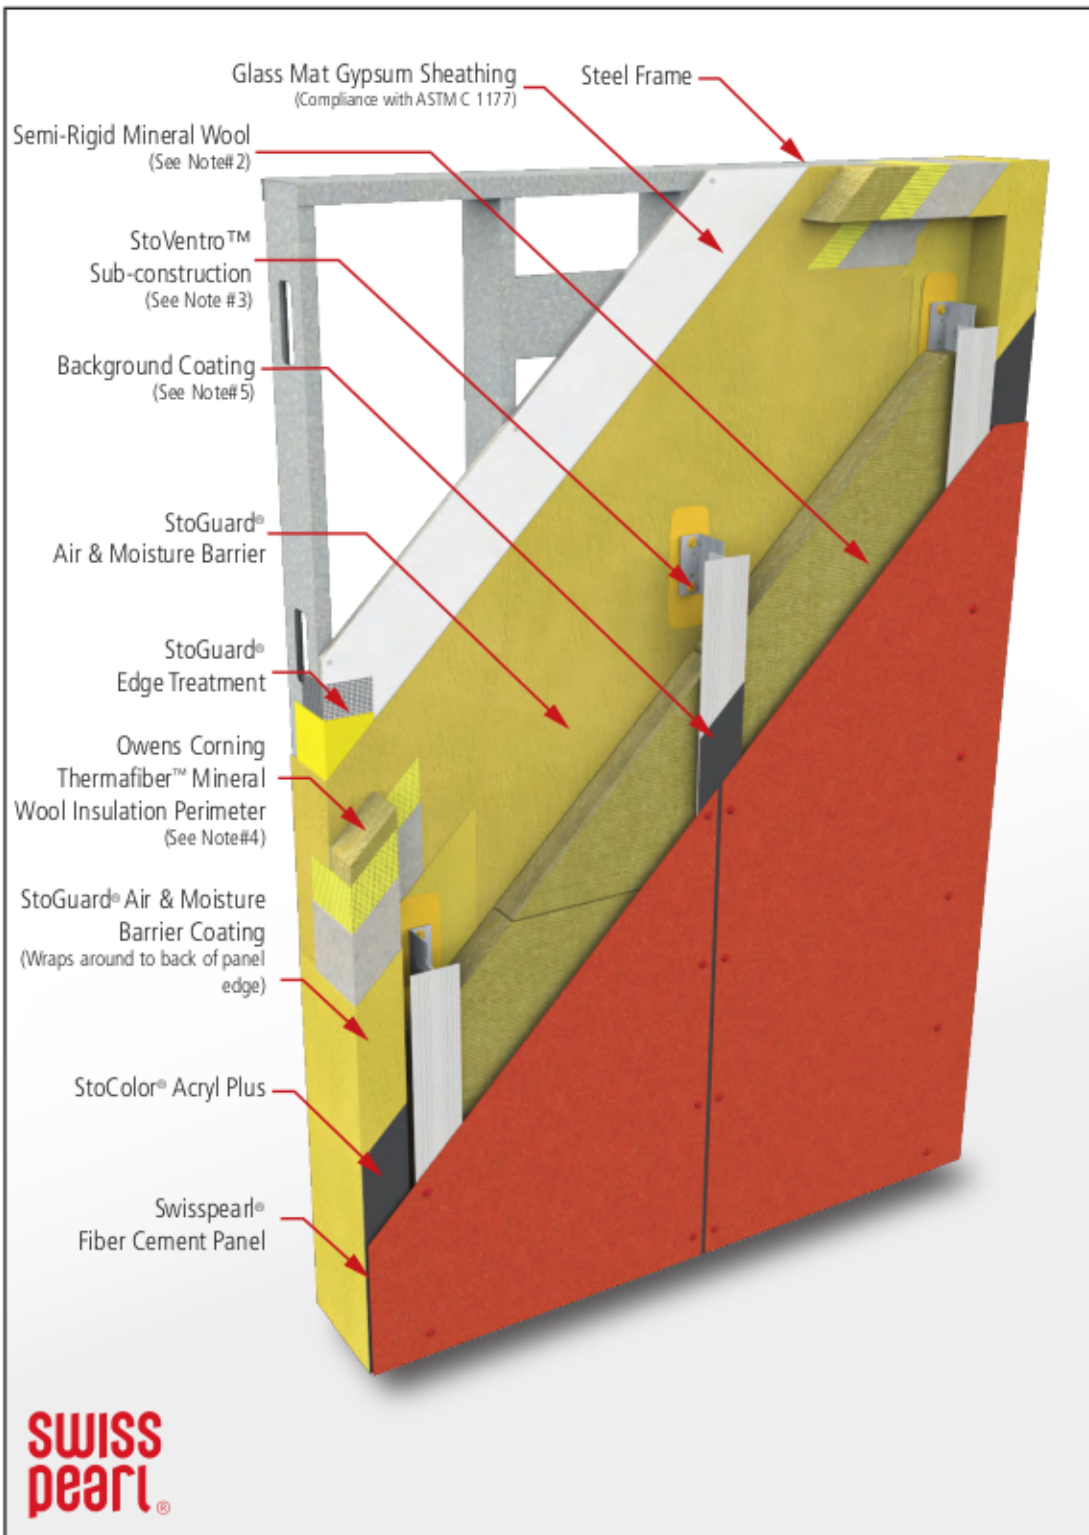 Glass Mat Gypsum Sheathing
(Compliance with ASTM C 1177)
Steel Frame
Semi-Rigid Mineral Wool
(See Note#2)
StoVentro™
Sub-construction
(See Note #3)
Background Coating
(See Note#5)
StoGuard®
Air & Moisture Barrier
StoGuard®
Edge Treatment
Owens Corning
Thermafiber™ Mineral
Wool Insulation Perimeter
(See Note#4)
StoGuard® Air & Moisture
Barrier Coating
(Wraps around to back of panel
edge)
StoColor® Acryl Plus
Swisspearl®
Fiber Cement Panel
swiss
pearl®